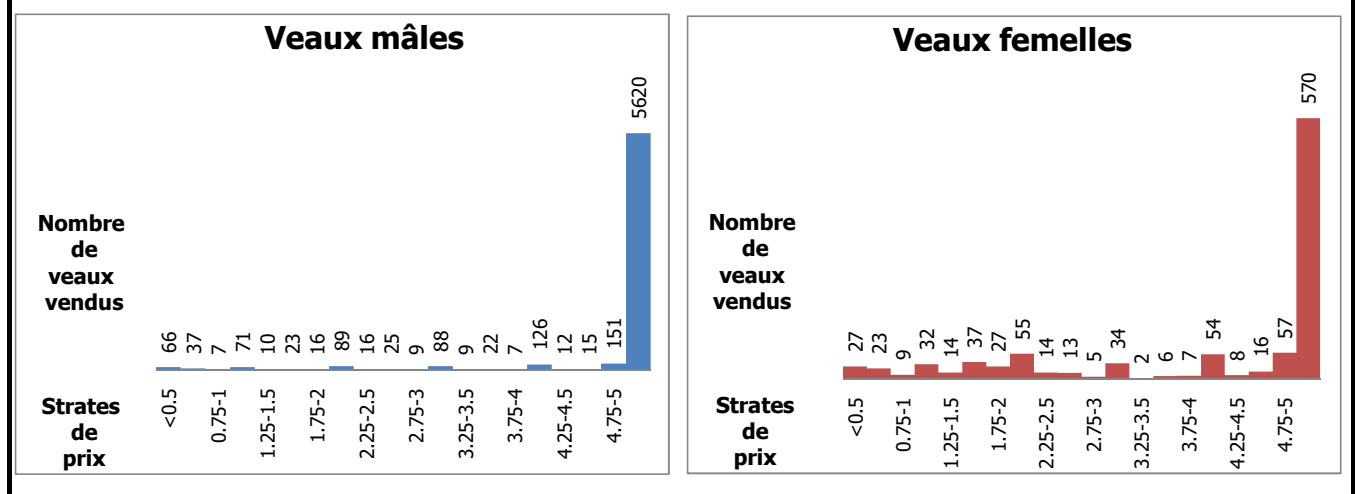 Veaux mâles
5620
66 37 7 71 10 23 16 89 16 25 9 88 9 22 7 126 12 15 151
Nombre
de
veaux
vendus
Strates
de
prix
<0.5 0.75-1 1.25-1.5 1.75-2 2.25-2.5 2.75-3 3.25-3.5 3.75-4 4.25-4.5 4.75-5
Veaux femelles
570
27 23 9 32 14 37 27 55 14 13 5 34 2 6 7 54 8 16 57
Nombre
de
veaux
vendus
Strates
de
prix
<0.5 0.75-1 1.25-1.5 1.75-2 2.25-2.5 2.75-3 3.25-3.5 3.75-4 4.25-4.5 4.75-5